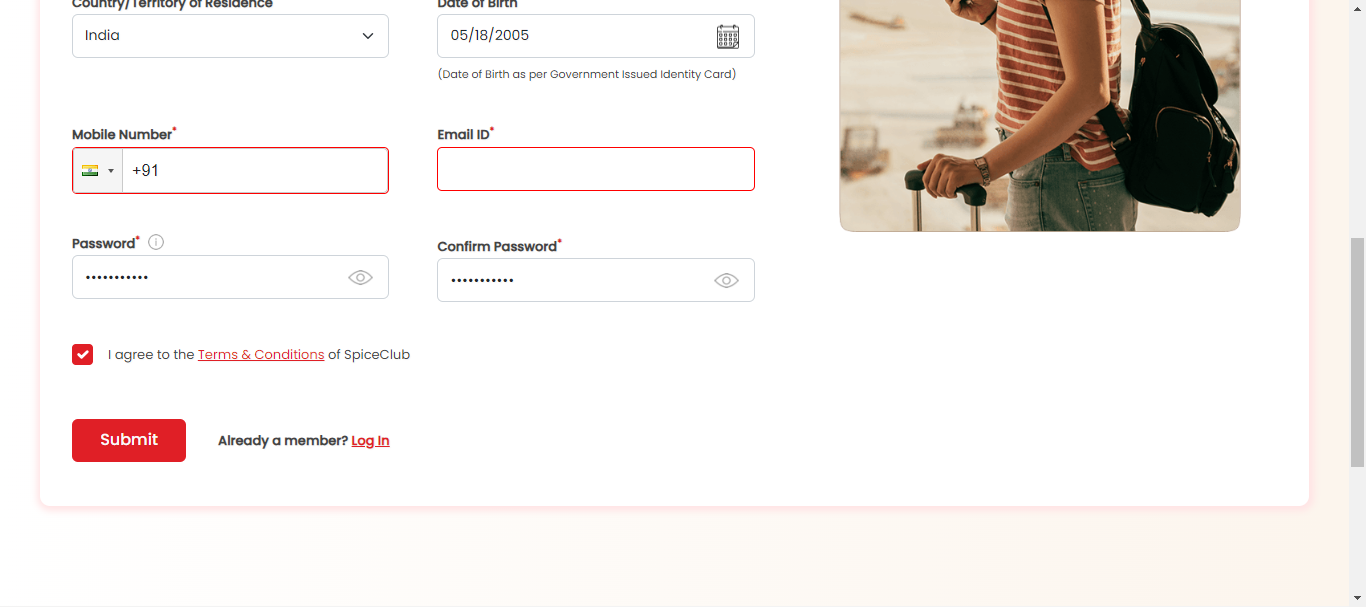 Country/Territory of Residence
Date of Birth
India
05/18/2005
(Date of Birth as per Government Issued Identity Card)
Mobile Number*
Email ID*
+91
Password*
Confirm Password*
•••••••••••
•••••••••••
I agree to the Terms & Conditions of SpiceClub
Submit
Already a member? Log In